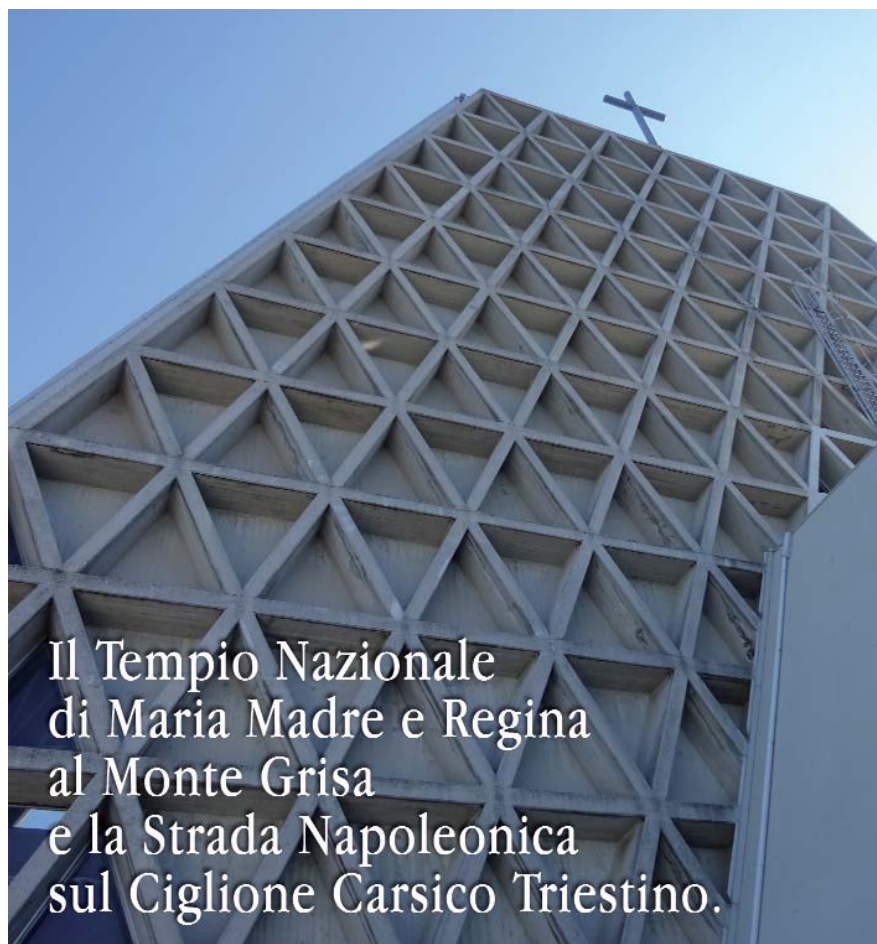 Il Tempio Nazionale
di Maria Madre e Regina
al Monte Grisa
e la Strada Napoleonica
sul Ciglione Carsico Triestino.